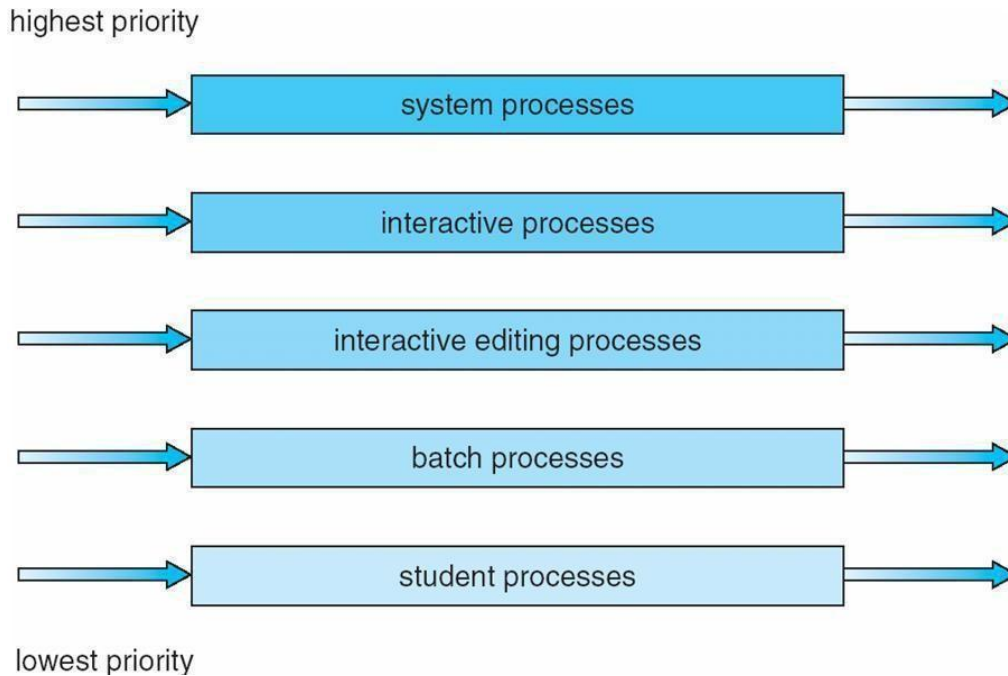 highest priority
system processes
interactive processes
interactive editing processes
batch processes
student processes
lowest priority